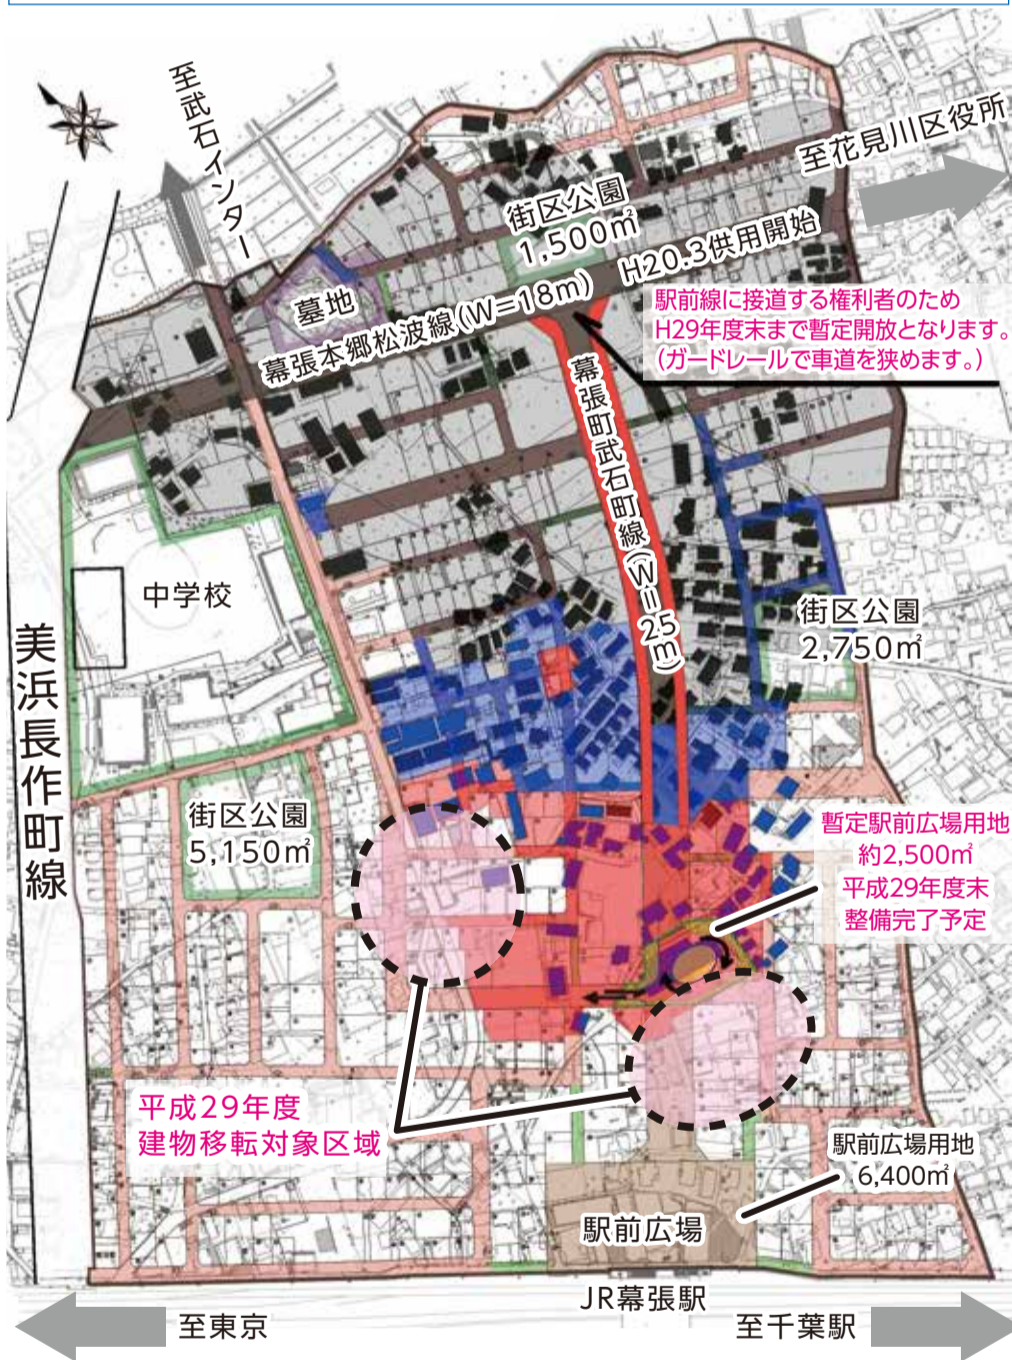 至武石インター
至花見川区役所
街区公園
1,500㎡
H20.3供用開始
墓地
幕張本郷松波線(W=18m)
駅前線に接道する権利者のため
H29年度末まで暫定開放となります。
(ガードレールで車道を狭めます。)
幕張町武石町線(W=25m)
中学校
街区公園
2,750㎡
美浜長作町線
街区公園
5,150㎡
暫定駅前広場用地
約2,500㎡
平成29年度末
整備完了予定
平成29年度
建物移転対象区域
駅前広場用地
6,400㎡
駅前広場
JR幕張駅
至東京
至千葉駅